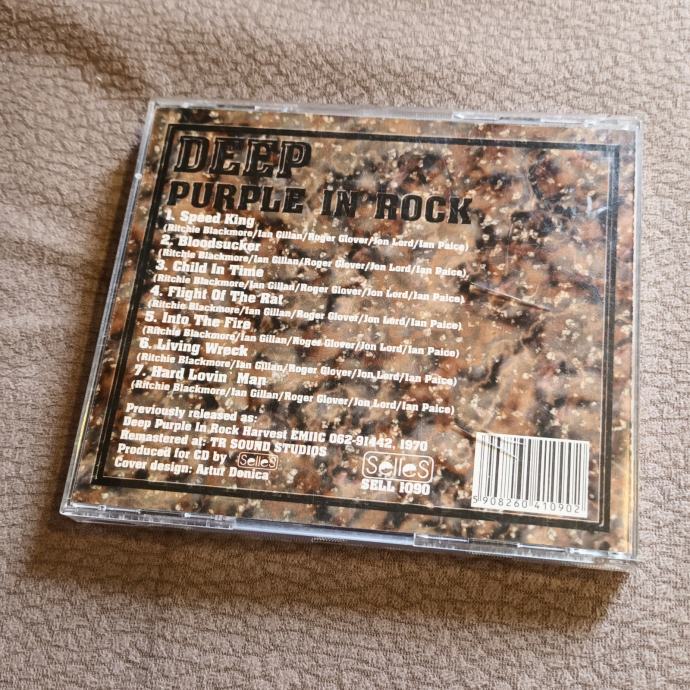 DEEP
PURPLE IN ROCK
1. Speed King
(Ritchie Blackmore/Ian Gillan/Roger Glover/Jon Lord/Ian Paice)
2. Bloodsucker
(Ritchie Blackmore/Ian Gillan/Roger Glover/Jon Lord/Ian Paice)
3. Child In Time
(Ritchie Blackmore/Ian Gillan/Roger Glover/Jon Lord/Ian Paice)
4. Flight Of The Rat
(Ritchie Blackmore/Ian Gillan/Roger Glover/Jon Lord/Ian Paice)
5. Into The Fire
(Ritchie Blackmore/Ian Gillan/Roger Glover/Jon Lord/Ian Paice)
6. Living Wreck
(Ritchie Blackmore/Ian Gillan/Roger Glover/Jon Lord/Ian Paice)
7. Hard Lovin' Man
(Ritchie Blackmore/Ian Gillan/Roger Glover/Jon Lord/Ian Paice)
Previously released as:
Deep Purple In Rock Harvest EMIIC 062-91442, 1970
Remastered at: TR SOUND STUDIOS
Produced for CD by SelleS
Cover design: Artur Donica
SelleS
SELL 1090
5 908260 410902